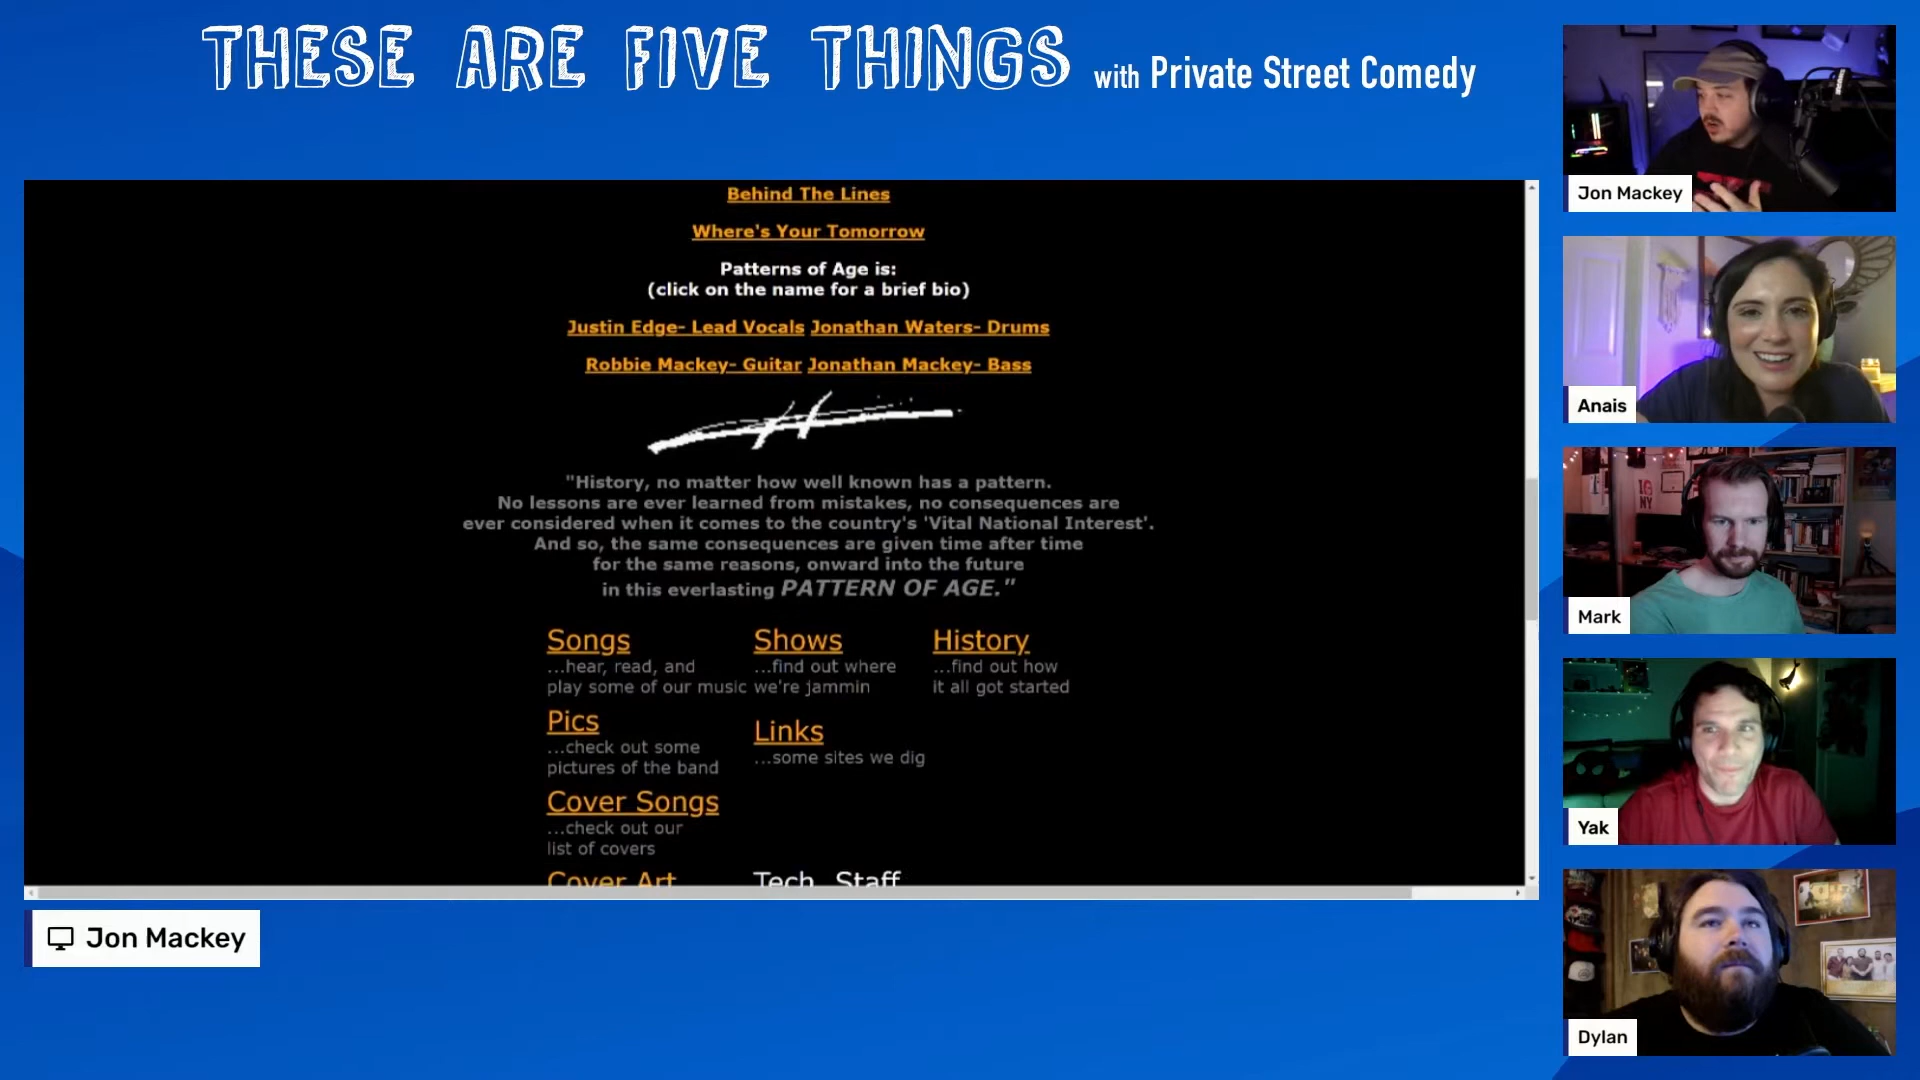 THESE ARE FIVE THINGS with Private Street Comedy
Behind The Lines
Where's Your Tomorrow
Patterns of Age is:
(click on the name for a brief bio)
Justin Edge- Lead Vocals Jonathan Waters- Drums
Robbie Mackey- Guitar Jonathan Mackey- Bass
"History, no matter how well known has a pattern.
No lessons are ever learned from mistakes, no consequences are
ever considered when it comes to the country's 'Vital National Interest'.
And so, the same consequences are given time after time
for the same reasons, onward into the future
in this everlasting PATTERN OF AGE."
Songs Shows History
...hear, read, and ...find out where ...find out how
play some of our music we're jammin it all got started
Pics
Links
...check out some
...some sites we dig
pictures of the band
Cover Songs
...check out our
list of covers
Cover Art Tech Staff
Jon Mackey
Jon Mackey
Anais
Mark
Yak
Dylan